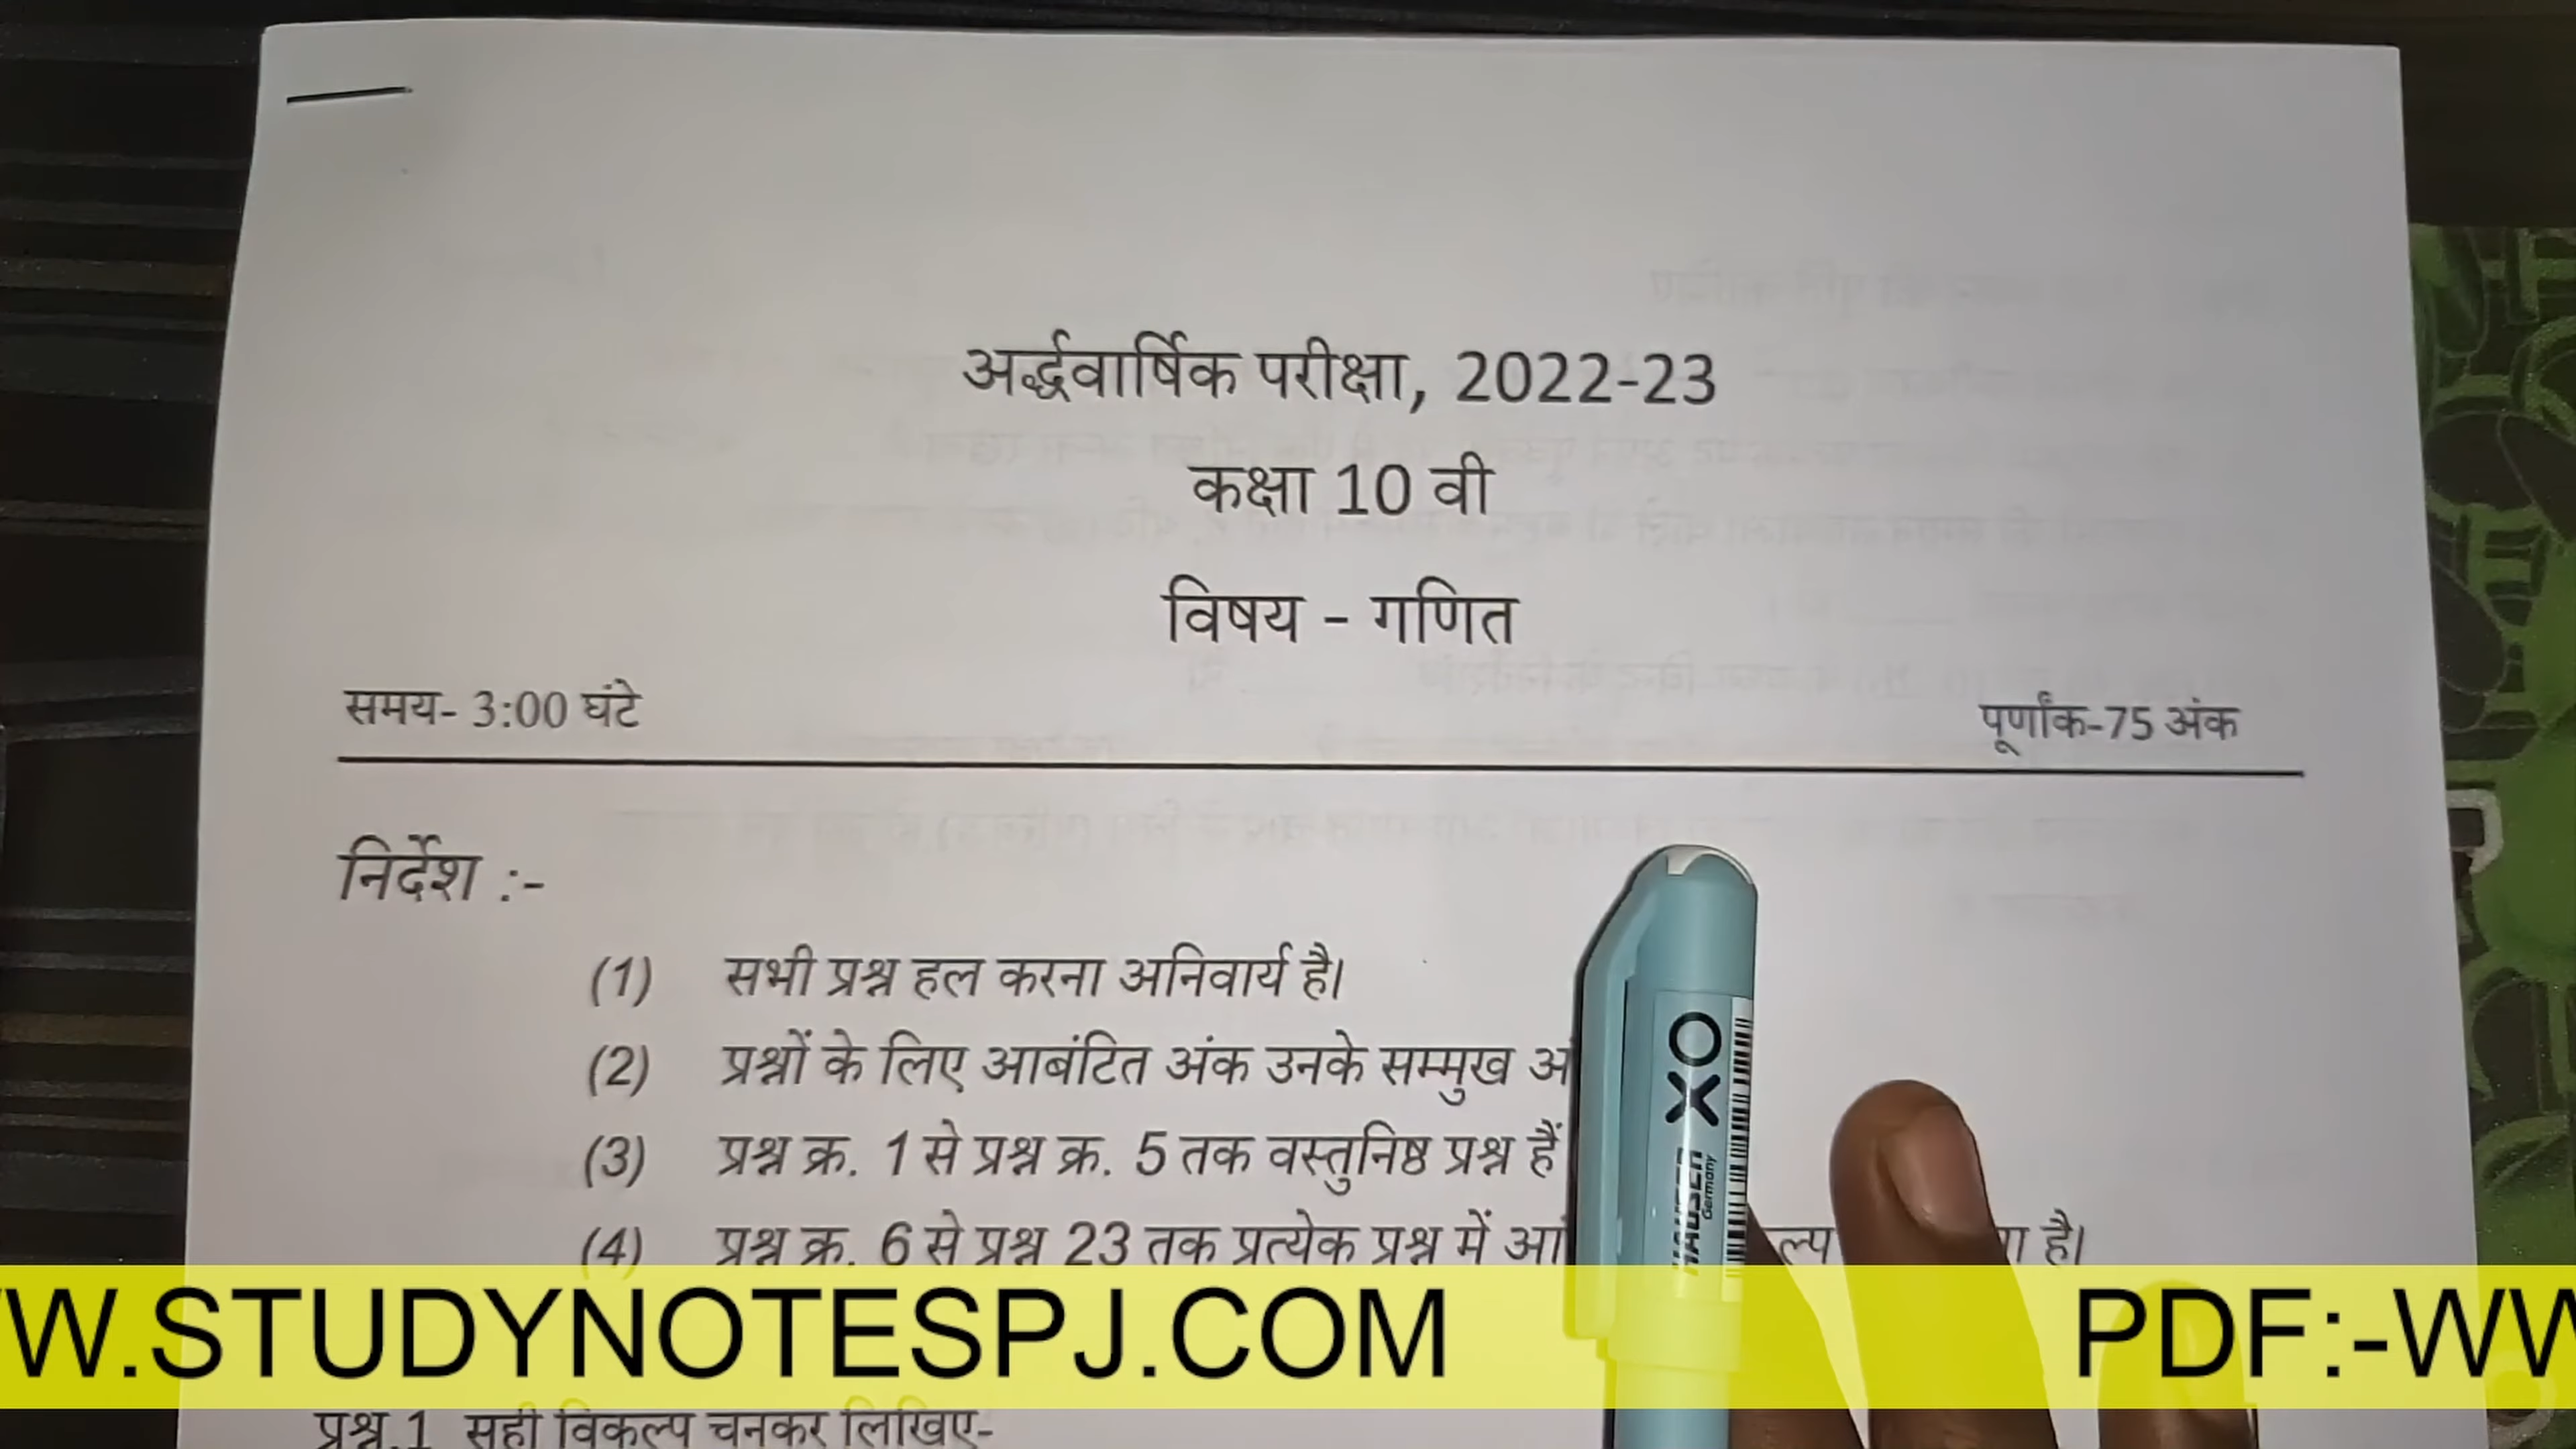 अर्द्धवार्षिक परीक्षा, 2022-23
कक्षा 10 वी
विषय - गणित
समय- 3:00 घंटे
पूर्णांक-75 अंक
निर्देश :-
(1) सभी प्रश्न हल करना अनिवार्य है।
(2) प्रश्नों के लिए आबंटित अंक उनके सम्मुख
(3) प्रश्न क्र. 1 से प्रश्न क्र. 5 तक वस्तुनिष्ठ प्रश्न हैं
(4) प्रश्न क्र. 6 से प्रश्न 23 तक प्रत्येक प्रश्न में है।
HAUSER XO
Germany
W.STUDYNOTESPJ.COM PDF:-WW
प्रश्न.1 सही विकल्प चुनकर लिखिए-